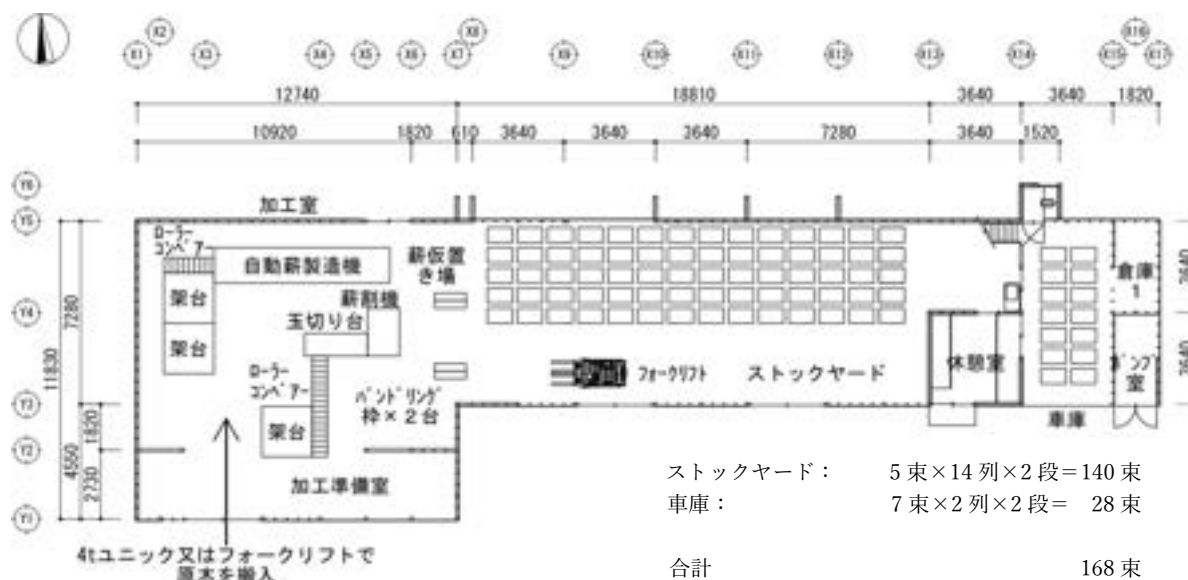 X1
X2
X3
X4
X5
X6
X7
X8
X9
X10
X11
X12
X13
X14
X15
X16
X17
12740
18810
3640
3640
1820
10920
1820
610
3640
3640
3640
7280
3640
1520
Y6
Y5
Y4
Y3
Y2
Y1
11830
7280
4550
1820
2730
3640
3640
加工室
ローラー
コンベアー
自動薪製造機
薪仮置
き場
架台
架台
薪割機
玉切り台
ローラー
コンベアー
架台
バンドリング
枠×2台
加工準備室
フォークリフト
ストックヤード
休憩室
倉庫
1
ポンプ
室
車庫
4tユニック又はフォークリフトで
原木を搬入
ストックヤード： 5束×14列×2段＝140束
車庫： 7束×2列×2段＝ 28束
合計 168束